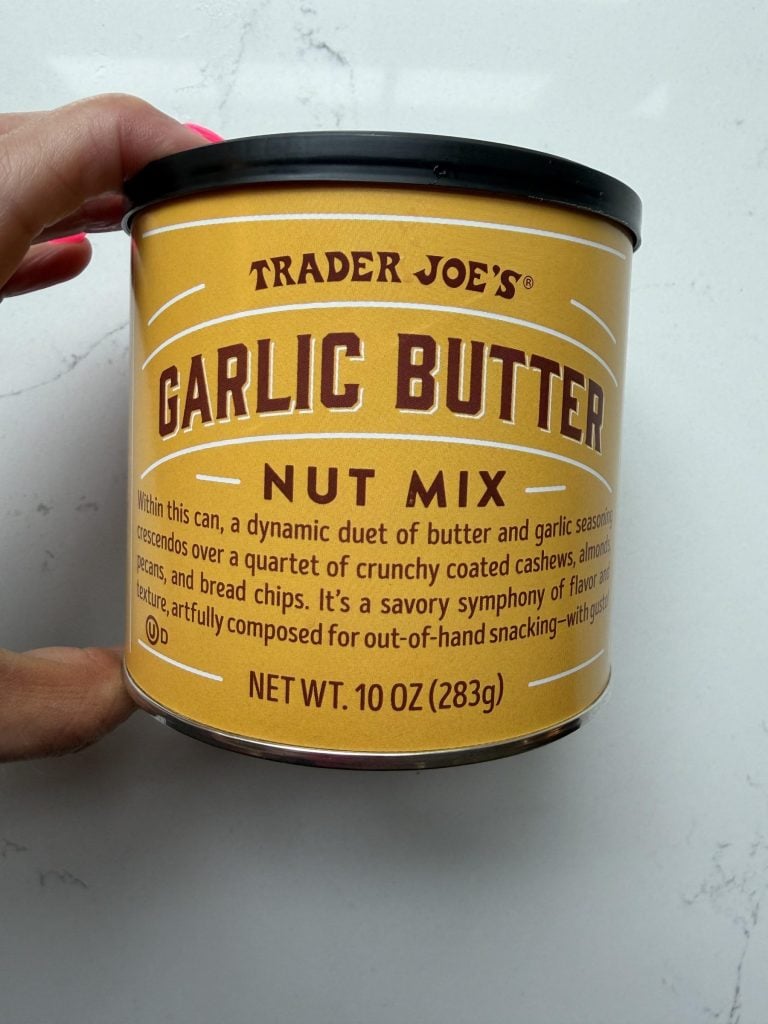 TRADER JOE'S®
GARLIC BUTTER
NUT MIX
Within this can, a dynamic duet of butter and garlic seasoning
crescendos over a quartet of crunchy coated cashews, almonds,
pecans, and bread chips. It's a savory symphony of flavor and
texture, artfully composed for out-of-hand snacking—with gusto!
U D
NET WT. 10 OZ (283g)